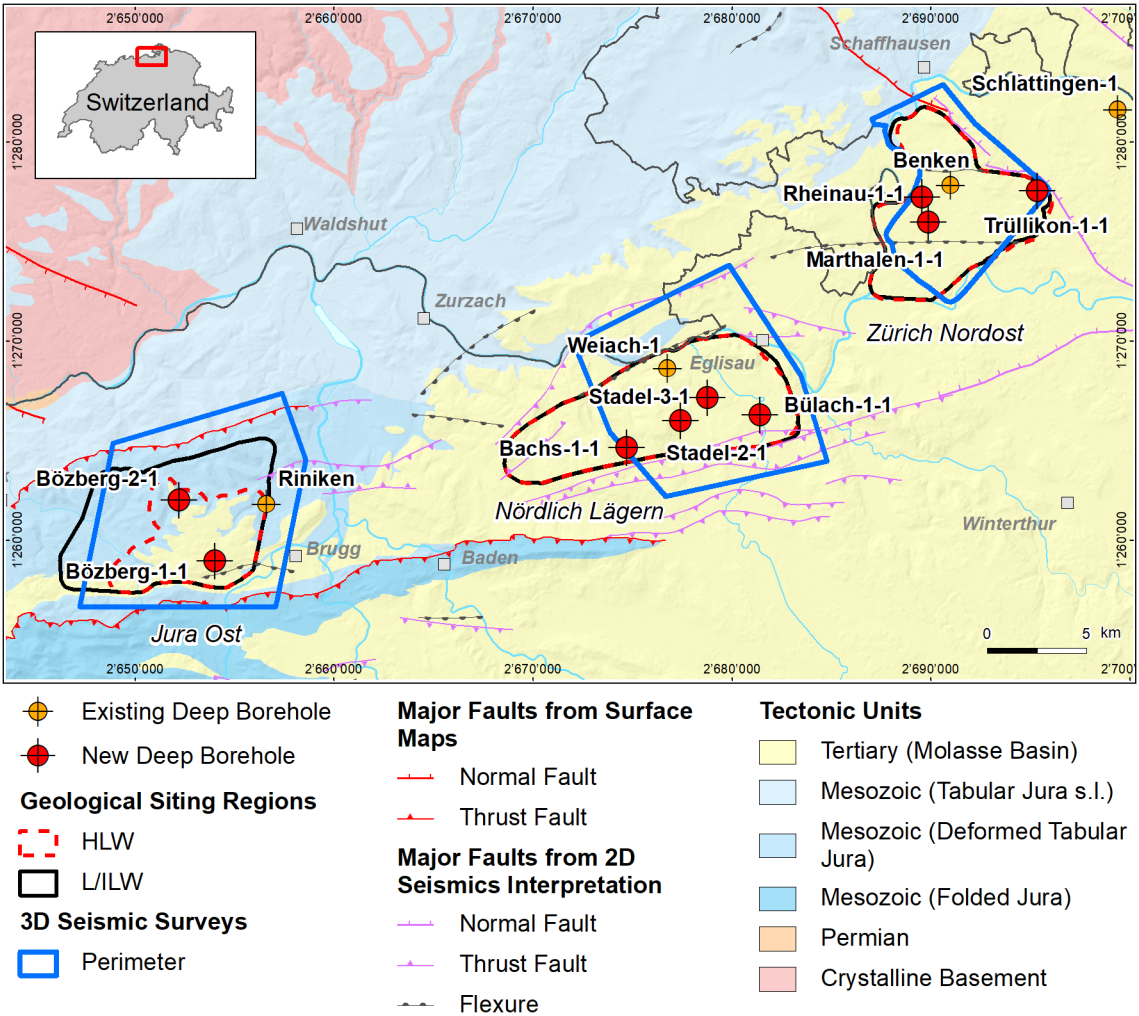 2'650'000
2'660'000
2'670'000
2'680'000
2'690'000
2'700
Switzerland
Schaffhausen
Schlattingen-1
1'280'000
1'280'000
Benken
Rheinau-1-1
Trüllikon-1-1
Waldshut
Marthalen-1-1
Zurzach
Zürich Nordost
1'270'000
1'270'000
Weiach-1
Eglisau
Stadel-3-1
Bülach-1-1
Bachs-1-1
Stadel-2-1
Bözberg-2-1
Riniken
Nördlich Lägern
Winterthur
1'260'000
1'260'000
Brugg
Baden
Bözberg-1-1
Jura Ost
0 5 km
2'650'000
2'660'000
2'670'000
2'680'000
2'690'000
2'700
Existing Deep Borehole
New Deep Borehole
Geological Siting Regions
HLW
L/ILW
3D Seismic Surveys
Perimeter
Major Faults from Surface
Maps
Normal Fault
Thrust Fault
Major Faults from 2D
Seismics Interpretation
Normal Fault
Thrust Fault
Flexure
Tectonic Units
Tertiary (Molasse Basin)
Mesozoic (Tabular Jura s.l.)
Mesozoic (Deformed Tabular
Jura)
Mesozoic (Folded Jura)
Permian
Crystalline Basement